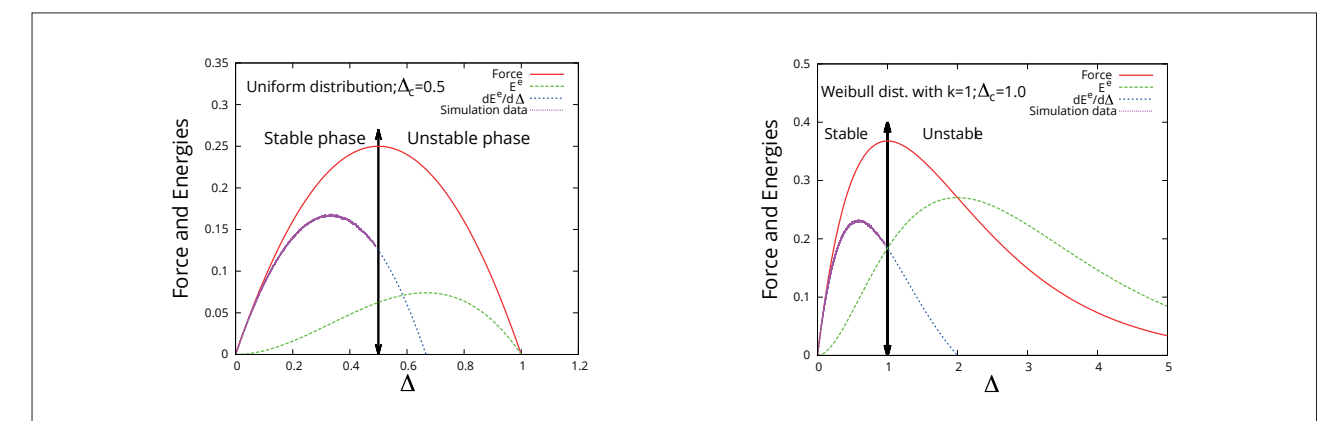 0.35
0.3
0.25
0.2
0.15
0.1
0.05
0
0
0.2
0.4
0.6
0.8
1.0
1.2
Force and Energies
Δ
Uniform distribution;Δc=0.5
Force
E^e
dE^e/dΔ
Simulation data
Stable phase
Unstable phase
0.5
0.4
0.3
0.2
0.1
0
0
1
2
3
4
5
Force and Energies
Δ
Weibull dist. with k=1;Δc=1.0
Force
E^e
dE^e/dΔ
Simulation data
Stable
Unstable